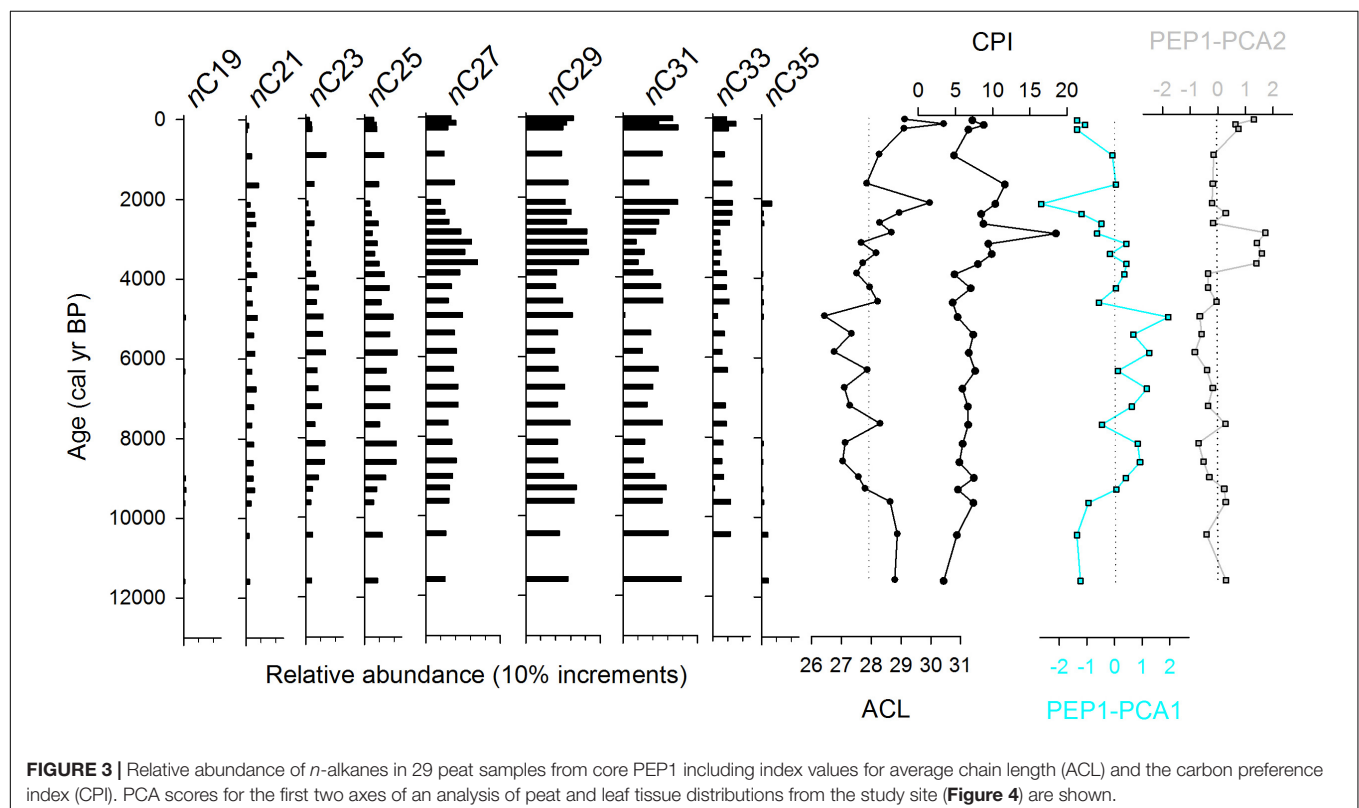 nC19 nC21 nC23 nC25 nC27 nC29 nC31 nC33 nC35
CPI
PEP1-PCA2
0 5 10 15 20
-2 -1 0 1 2
0
2000
4000
6000
8000
10000
12000
Age (cal yr BP)
Relative abundance (10% increments)
26 27 28 29 30 31
ACL
-2 -1 0 1 2
PEP1-PCA1
FIGURE 3 | Relative abundance of n-alkanes in 29 peat samples from core PEP1 including index values for average chain length (ACL) and the carbon preference
index (CPI). PCA scores for the first two axes of an analysis of peat and leaf tissue distributions from the study site (Figure 4) are shown.